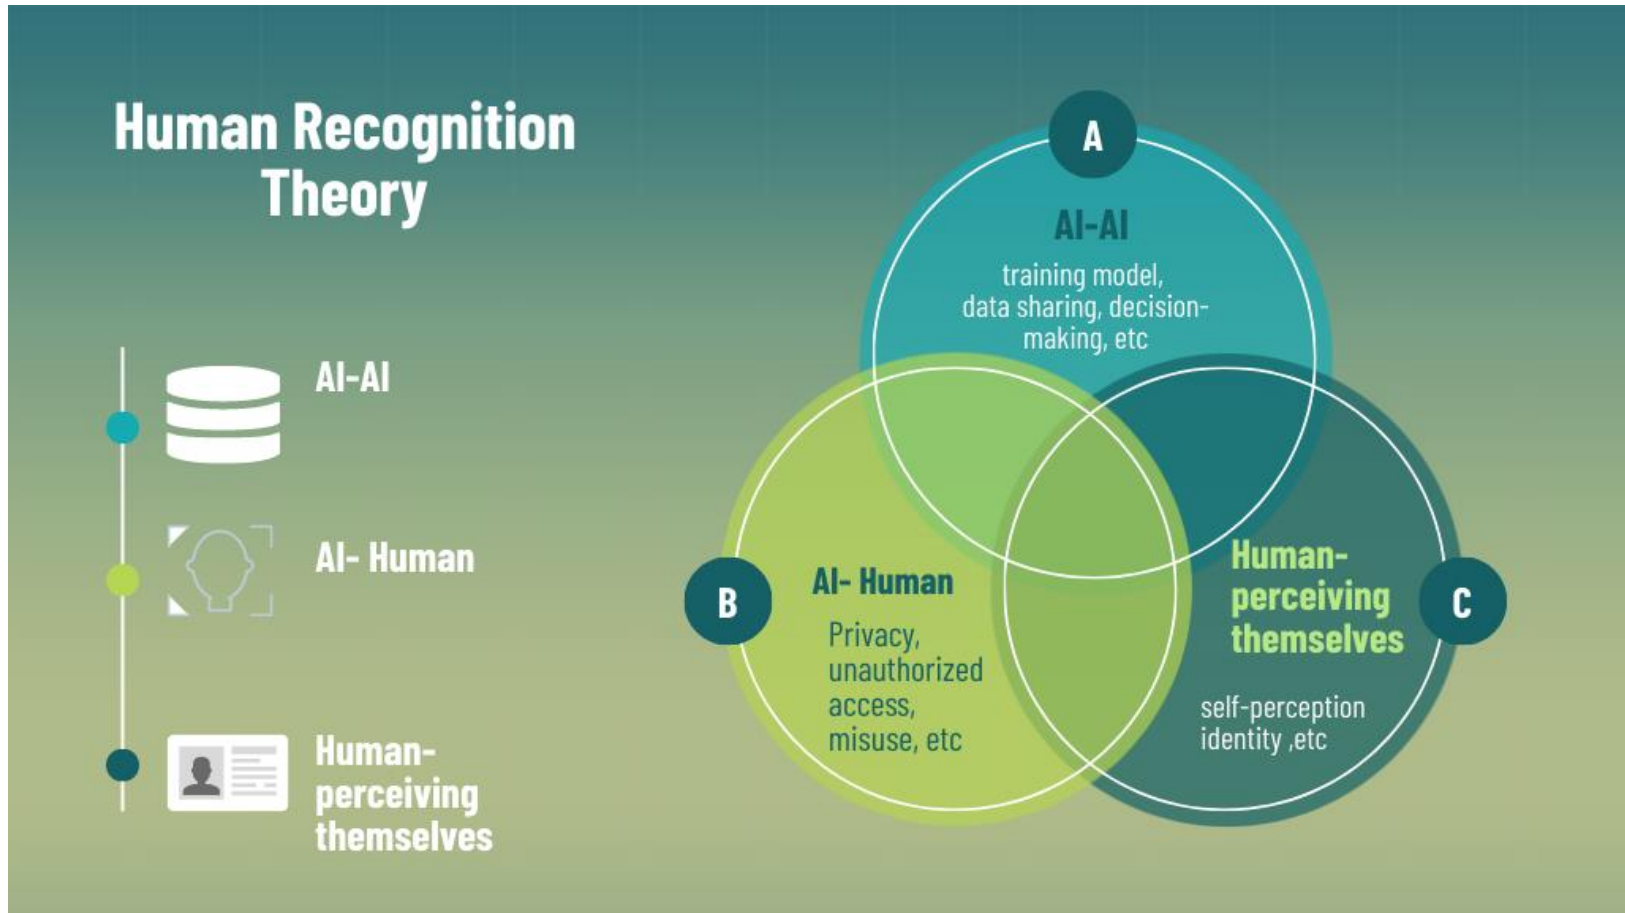 Human Recognition
Theory
AI-AI
AI- Human
Human-
perceiving
themselves
A
AI-AI
training model,
data sharing, decision-
making, etc
B
AI- Human
Privacy,
unauthorized
access,
misuse, etc
C
Human-
perceiving
themselves
self-perception
identity ,etc